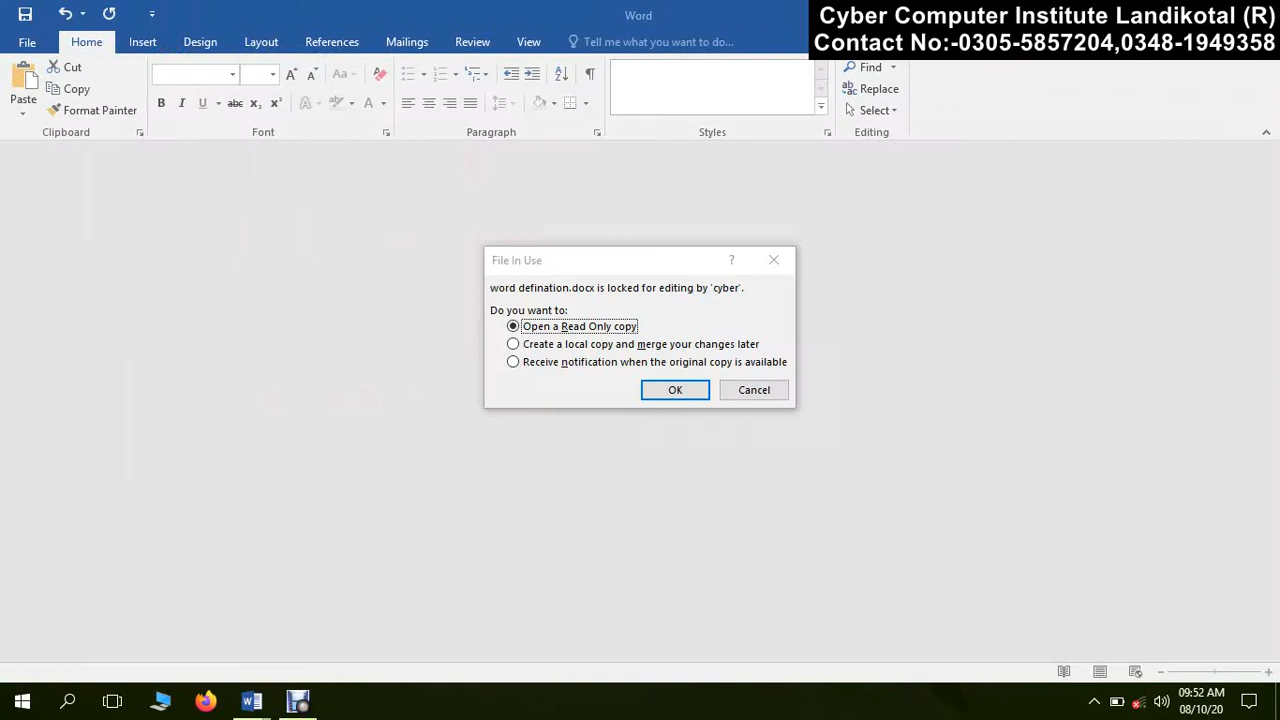 Word
Cyber Computer Institute Landikotal (R)
Contact No:-0305-5857204,0348-1949358
File Home Insert Design Layout References Mailings Review View Tell me what you want to do...
Paste
Cut
Copy
Format Painter
Aa
B I U abc x₂ x² A A
Find
Replace
Select
Clipboard Font Paragraph Styles Editing
File In Use ?
word defination.docx is locked for editing by 'cyber'.
Do you want to:
Open a Read Only copy
Create a local copy and merge your changes later
Receive notification when the original copy is available
OK Cancel
09:52 AM
08/10/20